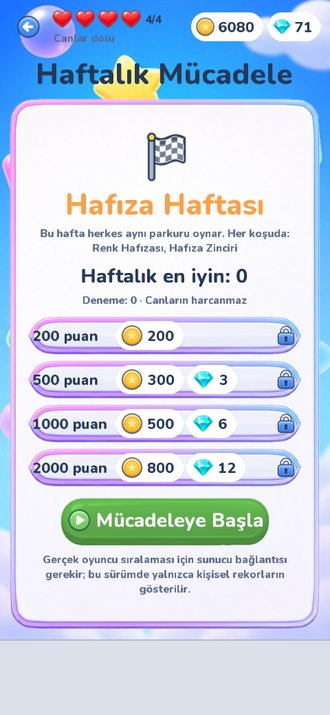 4/4
Canlar dolu
6080
71
Haftalık Mücadele
Hafıza Haftası
Bu hafta herkes aynı parkuru oynar. Her koşuda:
Renk Hafızası, Hafıza Zinciri
Haftalık en iyin: 0
Deneme: 0 · Canların harcanmaz
200 puan 200
500 puan 300 3
1000 puan 500 6
2000 puan 800 12
Mücadeleye Başla
Gerçek oyuncu sıralaması için sunucu bağlantısı
gerekir; bu sürümde yalnızca kişisel rekorların
gösterilir.